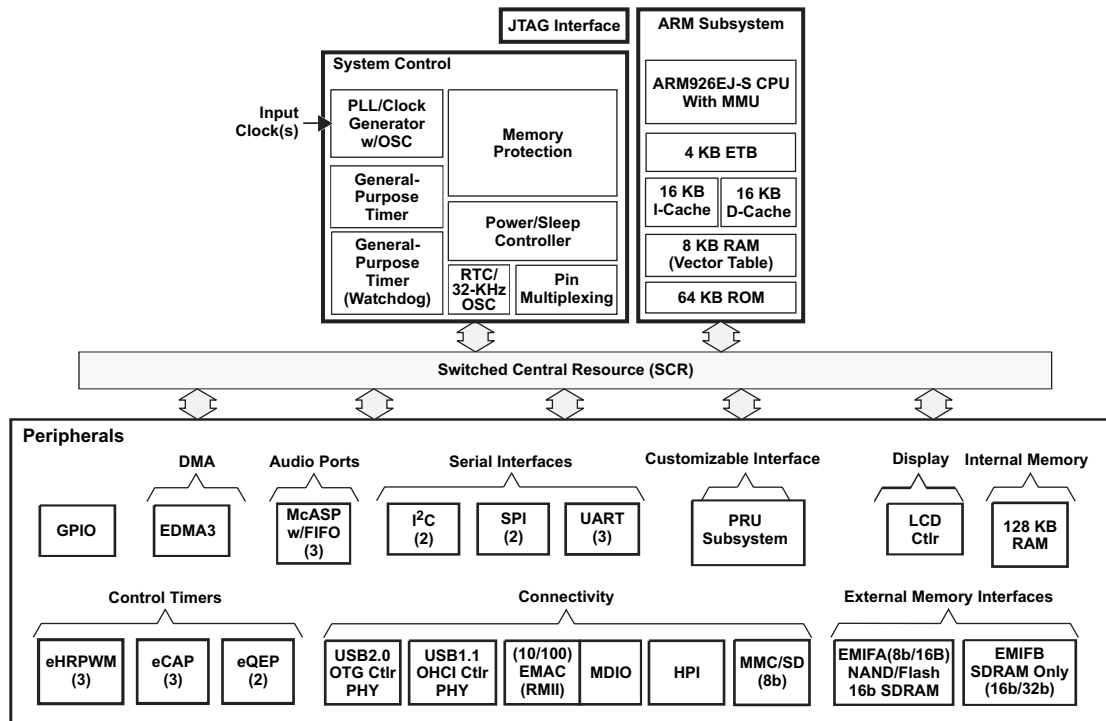 JTAG Interface
ARM Subsystem
System Control
Input
Clock(s)
PLL/Clock
Generator
w/OSC
General-
Purpose
Timer
General-
Purpose
Timer
(Watchdog)
Memory
Protection
Power/Sleep
Controller
RTC/
32-KHz
OSC
Pin
Multiplexing
ARM926EJ-S CPU
With MMU
4 KB ETB
16 KB
I-Cache
16 KB
D-Cache
8 KB RAM
(Vector Table)
64 KB ROM
Switched Central Resource (SCR)
Peripherals
DMA
Audio Ports
Serial Interfaces
Customizable Interface
Display
Internal Memory
GPIO
EDMA3
McASP
w/FIFO
(3)
I²C
(2)
SPI
(2)
UART
(3)
PRU
Subsystem
LCD
Ctlr
128 KB
RAM
Control Timers
Connectivity
External Memory Interfaces
eHRPWM
(3)
eCAP
(3)
eQEP
(2)
USB2.0
OTG Ctlr
PHY
USB1.1
OHCI Ctlr
PHY
(10/100)
EMAC
(RMII)
MDIO
HPI
MMC/SD
(8b)
EMIFA(8b/16B)
NAND/Flash
16b SDRAM
EMIFB
SDRAM Only
(16b/32b)